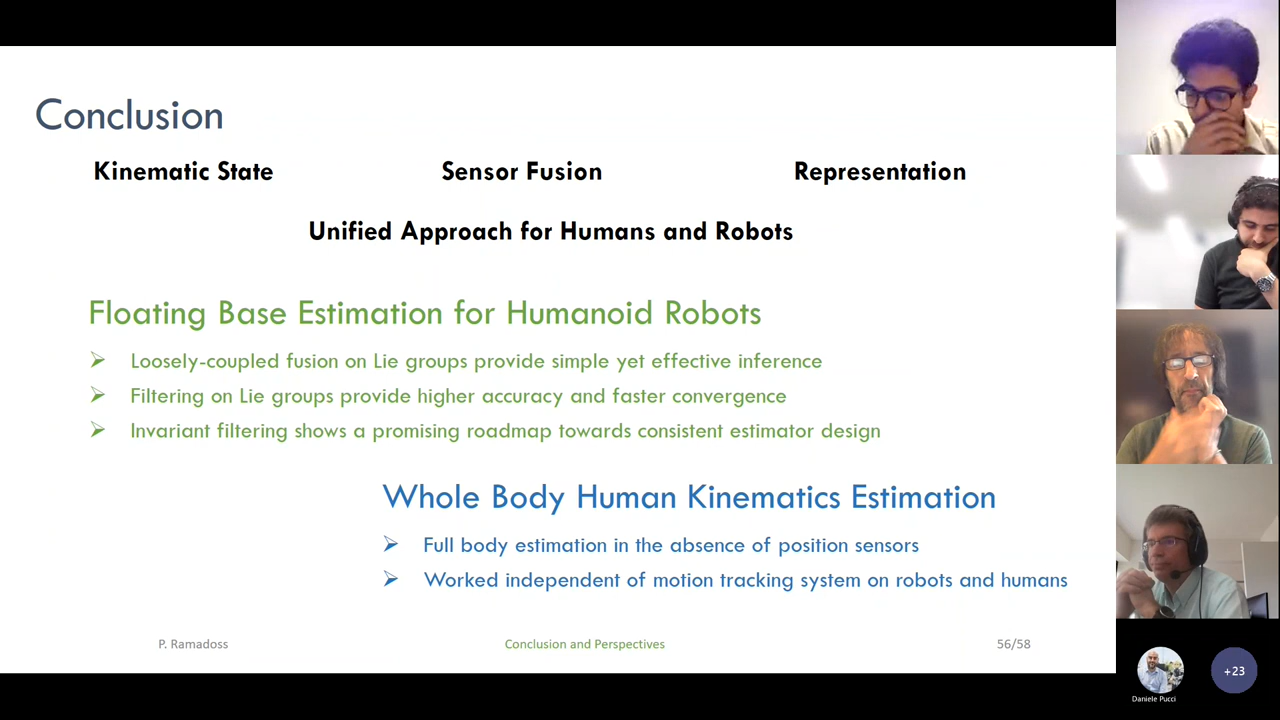 Conclusion
Kinematic State Sensor Fusion Representation
Unified Approach for Humans and Robots
Floating Base Estimation for Humanoid Robots
Loosely-coupled fusion on Lie groups provide simple yet effective inference
Filtering on Lie groups provide higher accuracy and faster convergence
Invariant filtering shows a promising roadmap towards consistent estimator design
Whole Body Human Kinematics Estimation
Full body estimation in the absence of position sensors
Worked independent of motion tracking system on robots and humans
P. Ramadoss Conclusion and Perspectives 56/58
+23
Daniele Pucci